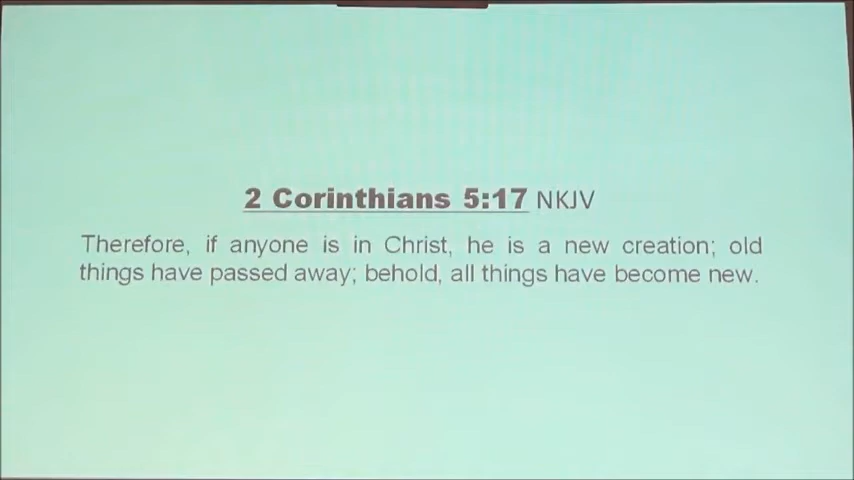 2 Corinthians 5:17 NKJV
Therefore, if anyone is in Christ, he is a new creation; old
things have passed away; behold, all things have become new.